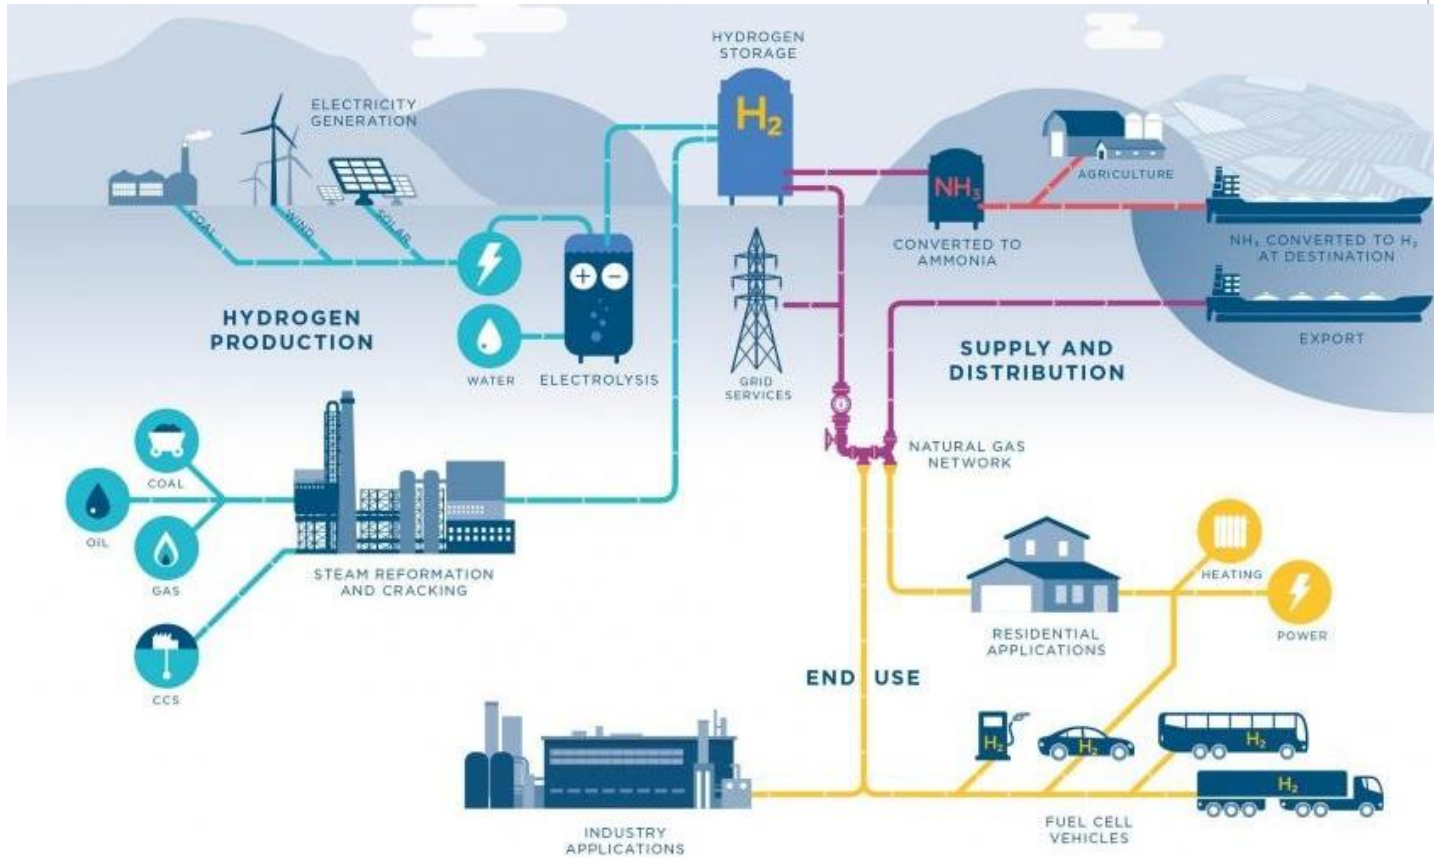 HYDROGEN
STORAGE
H₂
ELECTRICITY
GENERATION
COAL
WIND
SOLAR
HYDROGEN
PRODUCTION
WATER
+ −
ELECTROLYSIS
NH₃
CONVERTED TO
AMMONIA
AGRICULTURE
NH₃ CONVERTED TO H₂
AT DESTINATION
EXPORT
SUPPLY AND
DISTRIBUTION
GRID
SERVICES
NATURAL GAS
NETWORK
COAL
OIL
GAS
CCS
STEAM REFORMATION
AND CRACKING
RESIDENTIAL
APPLICATIONS
HEATING
POWER
END USE
H₂
H₂
H₂
H₂
FUEL CELL
VEHICLES
INDUSTRY
APPLICATIONS